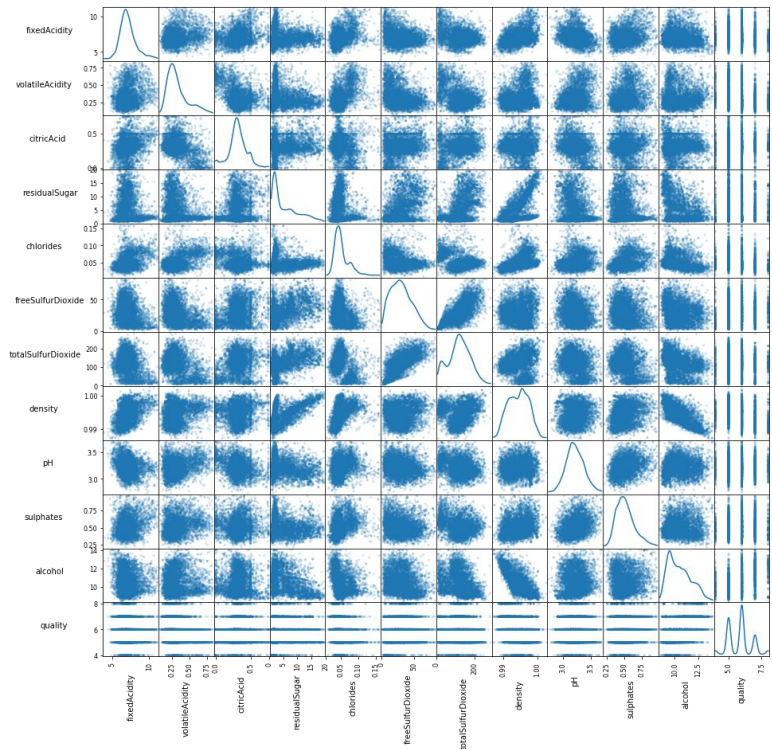 fixedAcidity
10
5
volatileAcidity
0.75
0.50
0.25
citricAcid
0.5
0.0
residualSugar
20
15
10
5
0
chlorides
0.15
0.10
0.05
freeSulfurDioxide
50
0
totalSulfurDioxide
200
100
0
density
1.00
0.99
pH
3.5
3.0
sulphates
0.75
0.50
0.25
alcohol
14
12
10
quality
8
6
4
5 10 0.25 0.50 0.75 0.0 0.5 0 5 10 15 20 0.05 0.10 0.15 0 50 0 200 0.99 1.00 3.0 3.5 0.25 0.50 0.75 10.0 12.5 5.0 7.5
fixedAcidity volatileAcidity citricAcid residualSugar chlorides freeSulfurDioxide totalSulfurDioxide density pH sulphates alcohol quality